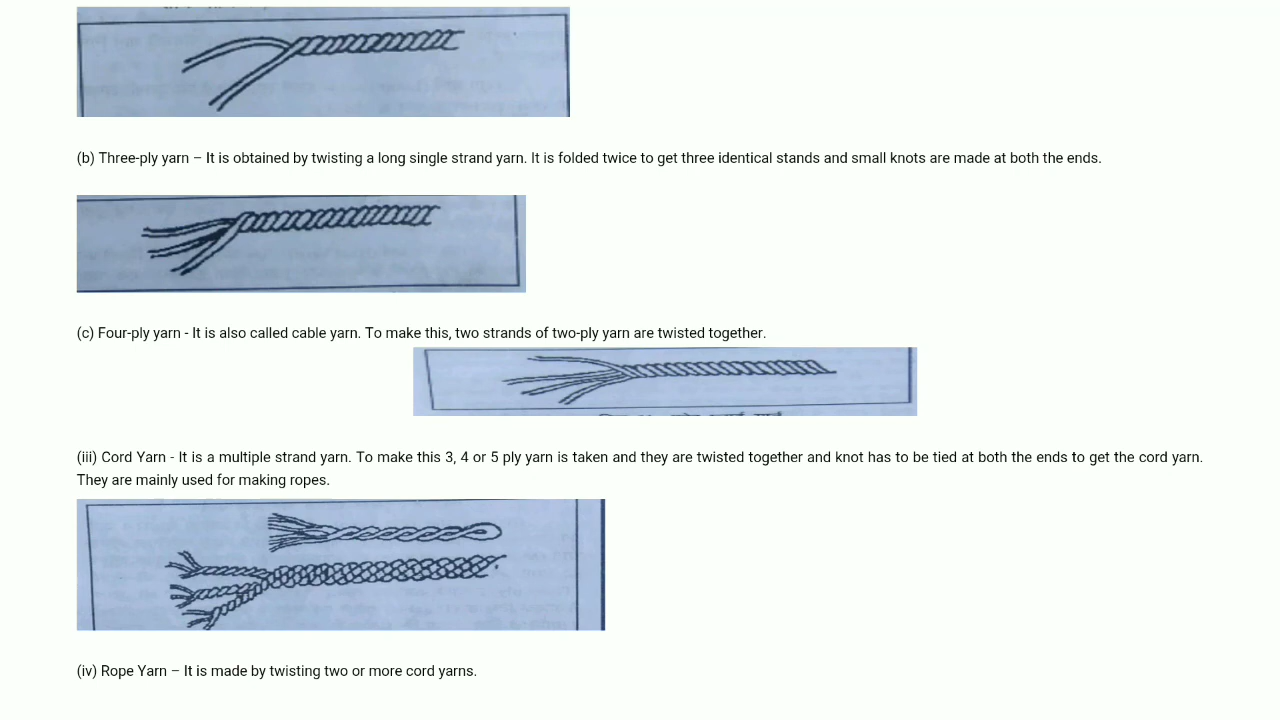 (b) Three-ply yarn – It is obtained by twisting a long single strand yarn. It is folded twice to get three identical stands and small knots are made at both the ends.
(c) Four-ply yarn - It is also called cable yarn. To make this, two strands of two-ply yarn are twisted together.
(iii) Cord Yarn - It is a multiple strand yarn. To make this 3, 4 or 5 ply yarn is taken and they are twisted together and knot has to be tied at both the ends to get the cord yarn.
They are mainly used for making ropes.
(iv) Rope Yarn – It is made by twisting two or more cord yarns.